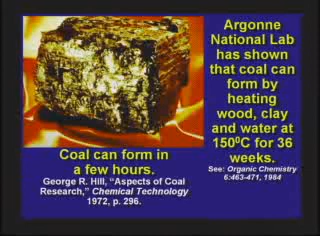 Argonne
National Lab
has shown
that coal can
form by
heating
wood, clay
and water at
150⁰C for 36
weeks.
See: Organic Chemistry
6:463-471, 1984
Coal can form in
a few hours.
George R. Hill, "Aspects of Coal
Research," Chemical Technology
1972, p. 296.